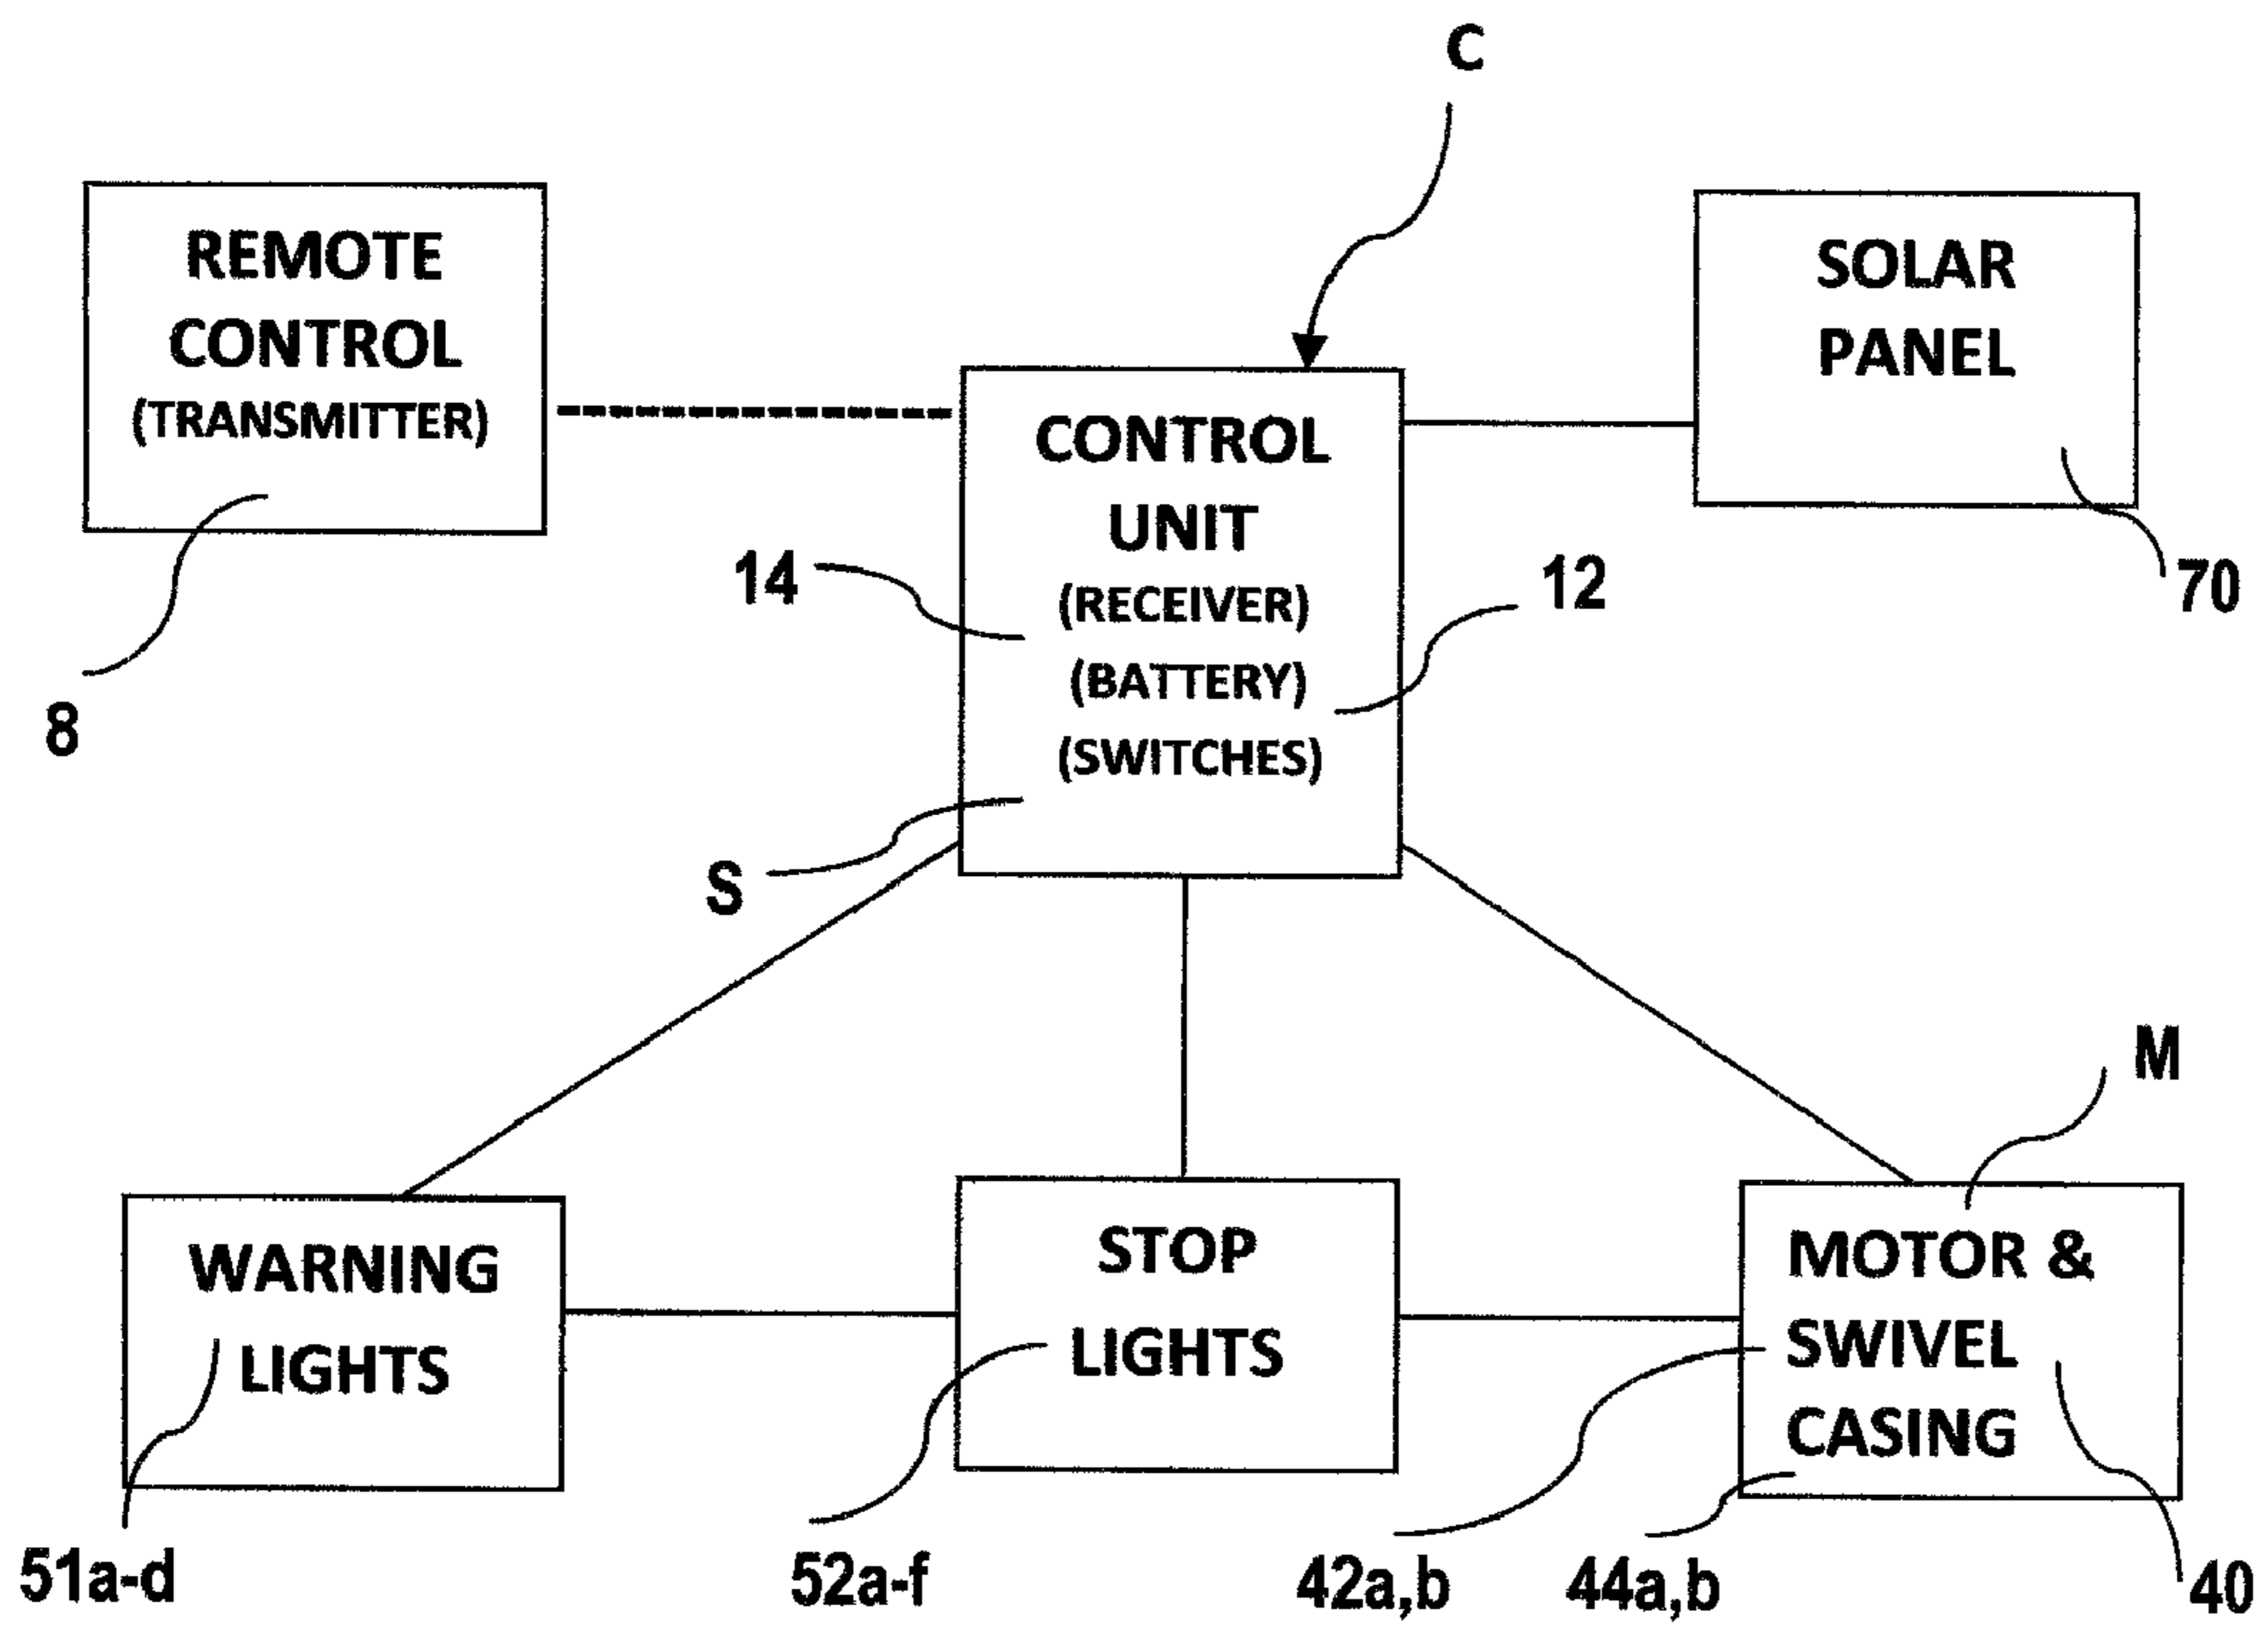 C
REMOTE
CONTROL
(TRANSMITTER)
8
SOLAR
PANEL
70
CONTROL
UNIT
(RECEIVER)
(BATTERY)
(SWITCHES)
14
12
S
M
WARNING
LIGHTS
51a-d
STOP
LIGHTS
52a-f
MOTOR &
SWIVEL
CASING
42a,b
44a,b
40